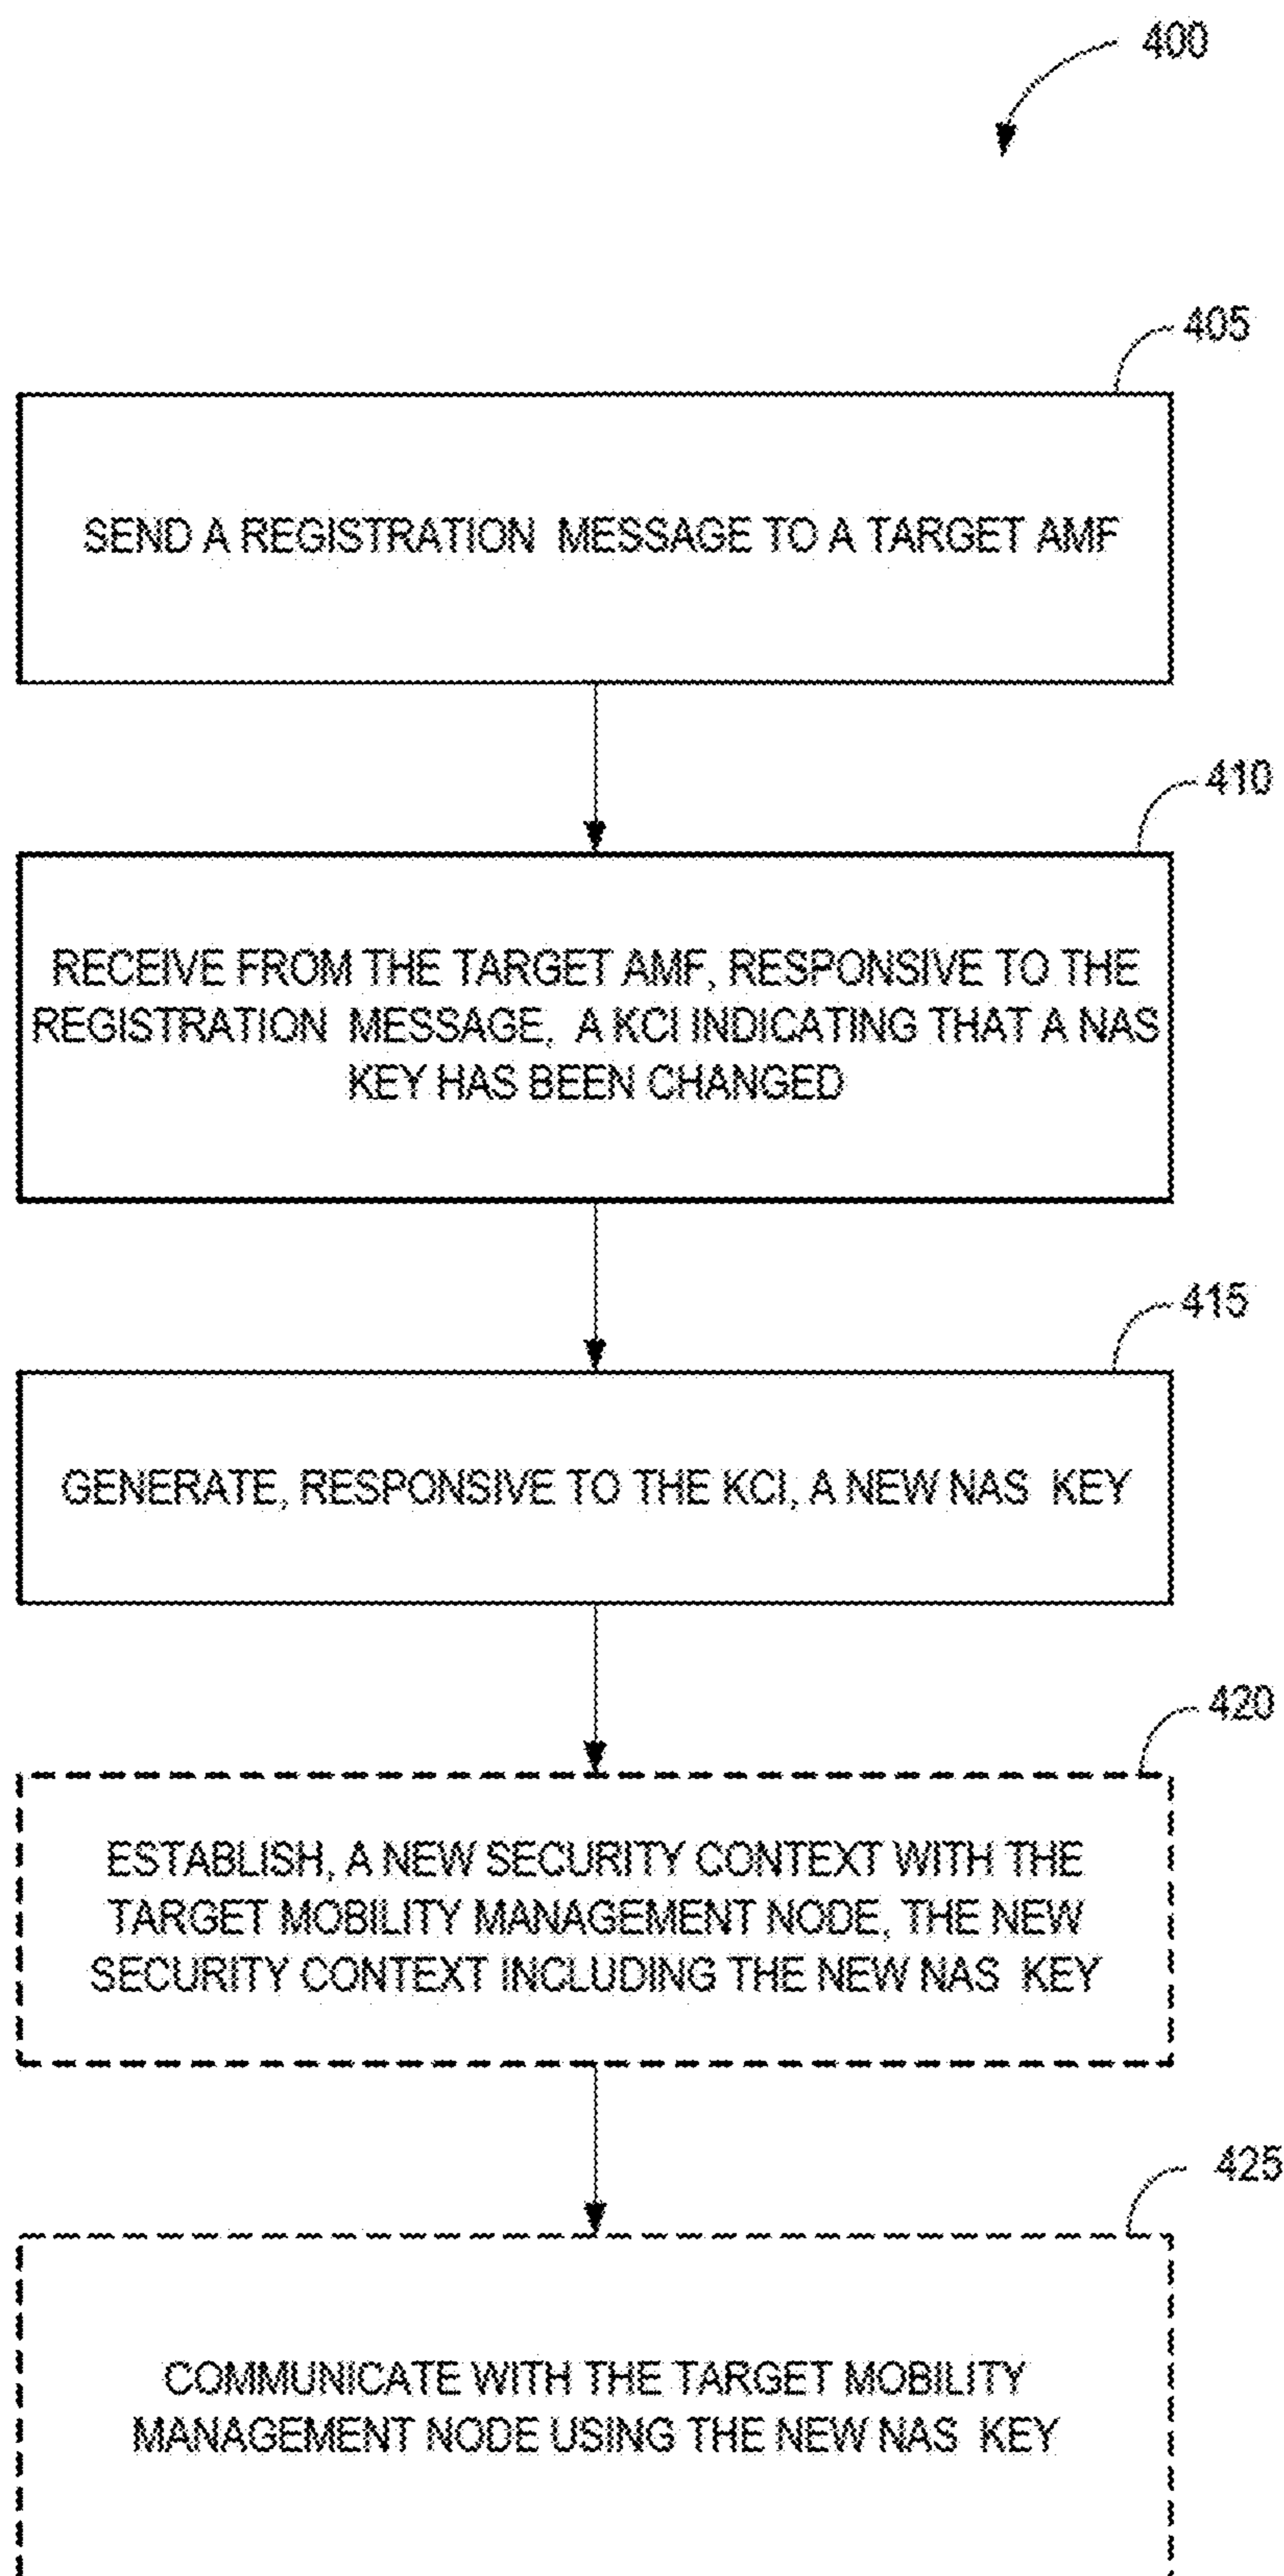 400
405
SEND A REGISTRATION MESSAGE TO A TARGET AMF
410
RECEIVE FROM THE TARGET AMF, RESPONSIVE TO THE
REGISTRATION MESSAGE, A KCI INDICATING THAT A NAS
KEY HAS BEEN CHANGED
415
GENERATE, RESPONSIVE TO THE KCI, A NEW NAS KEY
420
ESTABLISH, A NEW SECURITY CONTEXT WITH THE
TARGET MOBILITY MANAGEMENT NODE, THE NEW
SECURITY CONTEXT INCLUDING THE NEW NAS KEY
425
COMMUNICATE WITH THE TARGET MOBILITY
MANAGEMENT NODE USING THE NEW NAS KEY